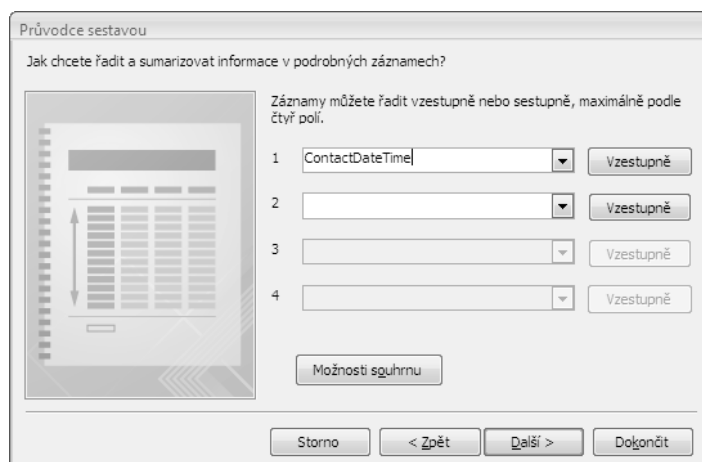 Průvodce sestavou
Jak chcete řadit a sumarizovat informace v podrobných záznamech?
Záznamy můžete řadit vzestupně nebo sestupně, maximálně podle
čtyř polí.
1 ContactDateTime Vzestupně
2 Vzestupně
3 Vzestupně
4 Vzestupně
Možnosti souhrnu
Storno < Zpět Další > Dokončit